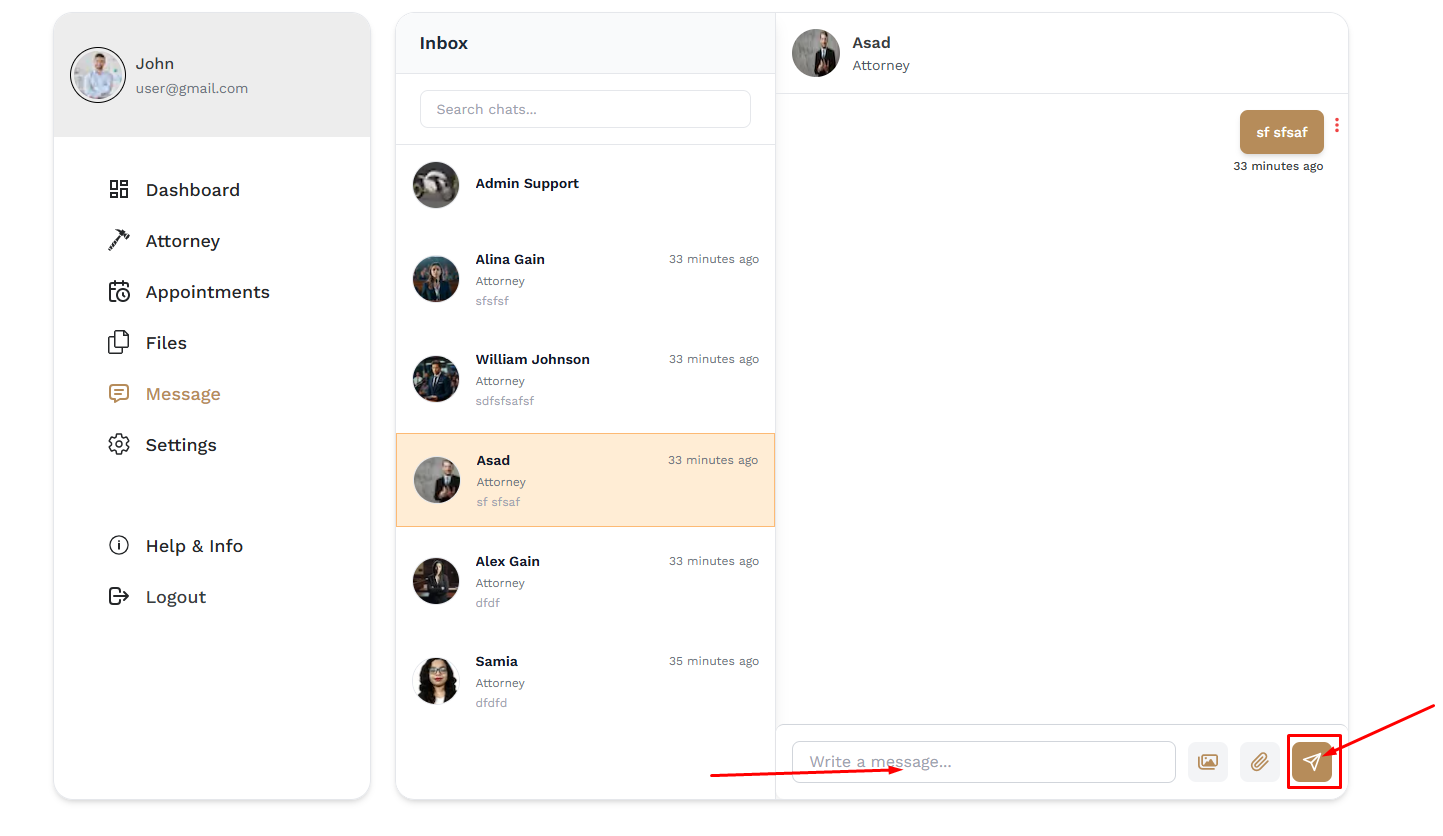 John
user@gmail.com
Dashboard
Attorney
Appointments
Files
Message
Settings
Help & Info
Logout
Inbox
Search chats...
Admin Support
Alina Gain
33 minutes ago
Attorney
sfsfsf
William Johnson
33 minutes ago
Attorney
sdfsfsafsf
Asad
33 minutes ago
Attorney
sf sfsaf
Alex Gain
33 minutes ago
Attorney
dfdf
Samia
35 minutes ago
Attorney
dfdfd
Asad
Attorney
sf sfsaf
33 minutes ago
Write a message...